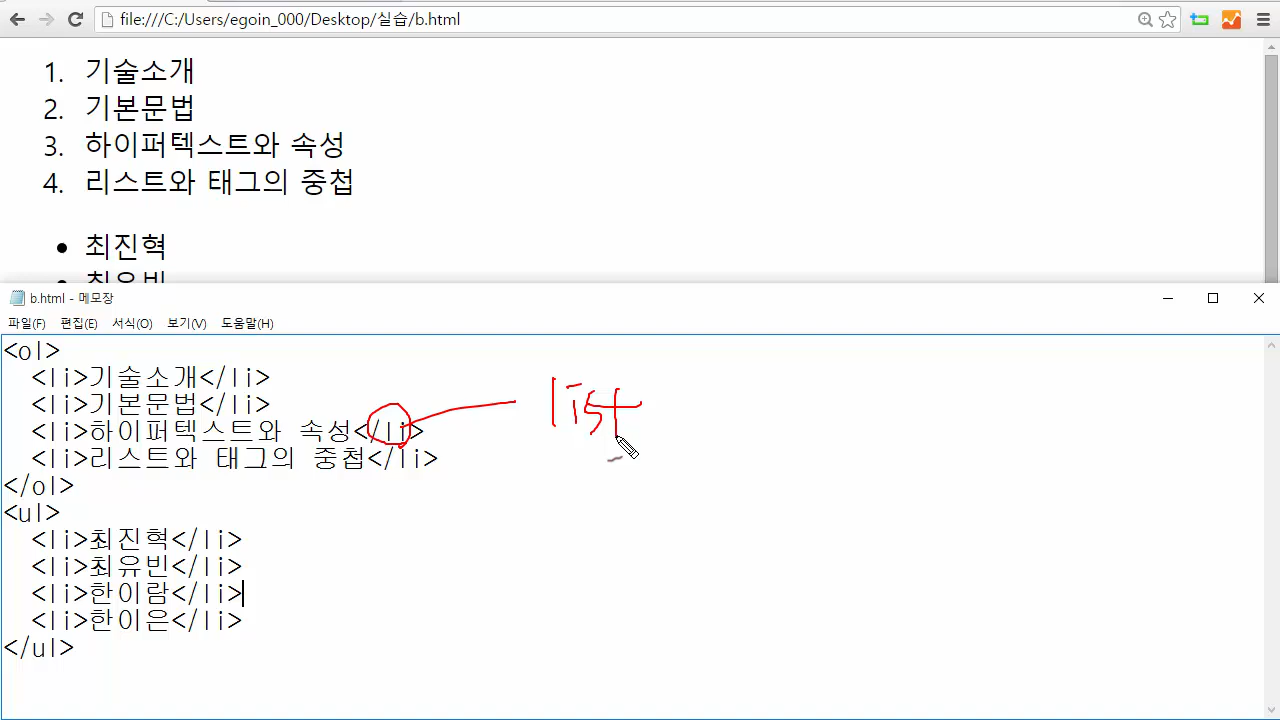 file:///C:/Users/egoin_000/Desktop/실습/b.html
1. 기술소개
2. 기본문법
3. 하이퍼텍스트와 속성
4. 리스트와 태그의 중첩
• 최진혁
• 최유빈
b.html - 메모장
파일(F) 편집(E) 서식(O) 보기(V) 도움말(H)
<ol>
<li>기술소개</li>
<li>기본문법</li>
<li>하이퍼텍스트와 속성</li>
<li>리스트와 태그의 중첩</li>
</ol>
<ul>
<li>최진혁</li>
<li>최유빈</li>
<li>한이람</li>
<li>한이은</li>
</ul>
list